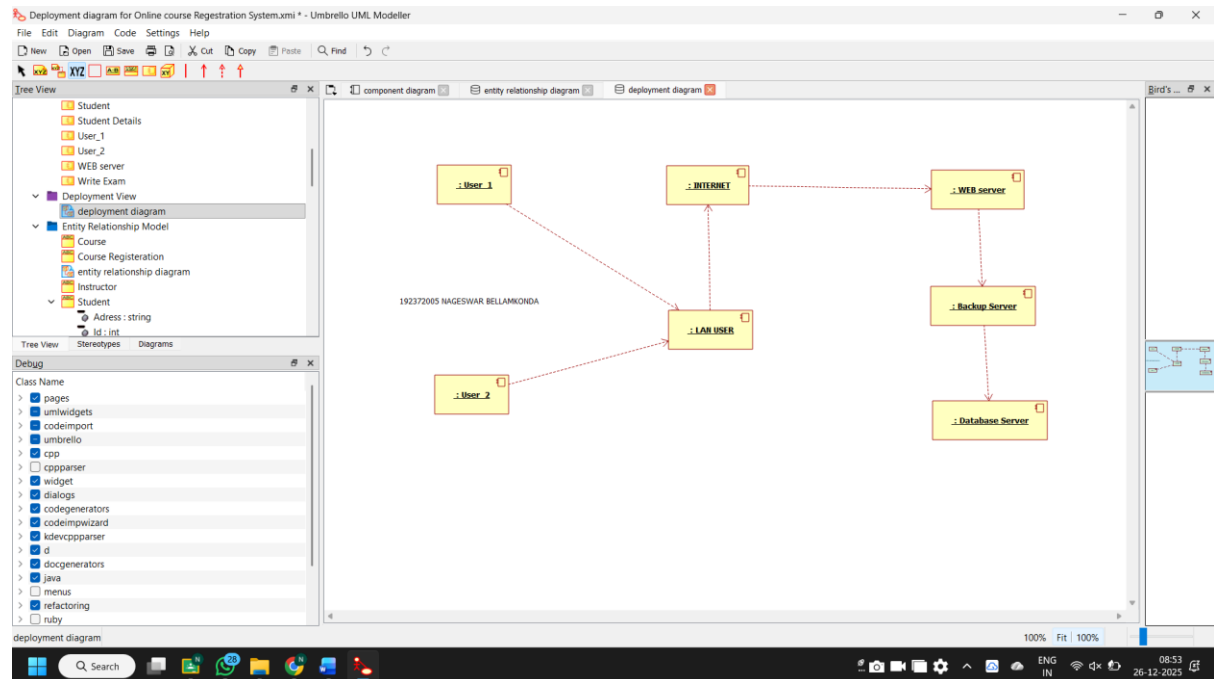 Deployment diagram for Online course Regestration System.xmi * - Umbrello UML Modeller
File Edit Diagram Code Settings Help
New Open Save Cut Copy Paste Find
XYZ
Tree View
Student
Student Details
User_1
User_2
WEB server
Write Exam
Deployment View
deployment diagram
Entity Relationship Model
Course
Course Registeration
entity relationship diagram
Instructor
Student
Adress : string
Id : int
Tree View Stereotypes Diagrams
Debug
Class Name
pages
umlwidgets
codeimport
umbrello
cpp
cppparser
widget
dialogs
codegenerators
codeimpwizard
kdevcppparser
d
docgenerators
java
menus
refactoring
ruby
component diagram entity relationship diagram deployment diagram
: User_1
: INTERNET
: WEB server
192372005 NAGESWAR BELLAMKONDA
: Backup Server
: LAN USER
: User_2
: Database Server
Bird's ...
deployment diagram
100% Fit 100%
Search
28
ENG
IN
08:53
26-12-2025